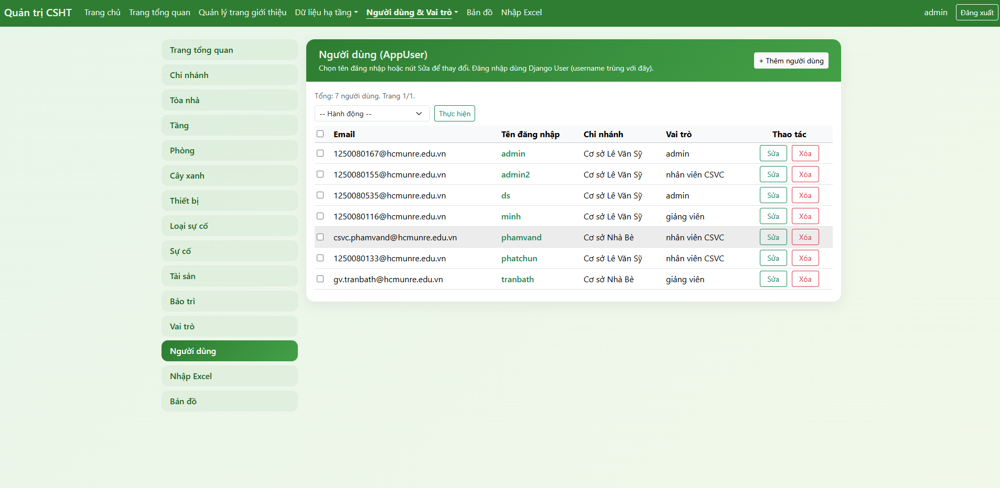 Quản trị CSHT Trang chủ Trang tổng quan Quản lý trang giới thiệu Dữ liệu hạ tầng Người dùng & Vai trò Bản đồ Nhập Excel admin Đăng xuất
Trang tổng quan
Chi nhánh
Tòa nhà
Tầng
Phòng
Cây xanh
Thiết bị
Loại sự cố
Sự cố
Tài sản
Bảo trì
Vai trò
Người dùng
Nhập Excel
Bản đồ
Người dùng (AppUser)
Chọn tên đăng nhập hoặc nút Sửa để thay đổi. Đăng nhập dùng Django User (username trùng với đây).
+ Thêm người dùng
Tổng: 7 người dùng. Trang 1/1.
-- Hành động -- Thực hiện
Email Tên đăng nhập Chi nhánh Vai trò Thao tác
1250080167@hcmunre.edu.vn admin Cơ sở Lê Văn Sỹ admin Sửa Xóa
1250080155@hcmunre.edu.vn admin2 Cơ sở Lê Văn Sỹ nhân viên CSVC Sửa Xóa
1250080535@hcmunre.edu.vn ds Cơ sở Lê Văn Sỹ admin Sửa Xóa
1250080116@hcmunre.edu.vn minh Cơ sở Lê Văn Sỹ giảng viên Sửa Xóa
csvc.phamvand@hcmunre.edu.vn phamvand Cơ sở Nhà Bè nhân viên CSVC Sửa Xóa
1250080133@hcmunre.edu.vn phatchun Cơ sở Lê Văn Sỹ nhân viên CSVC Sửa Xóa
gv.tranbath@hcmunre.edu.vn tranbath Cơ sở Nhà Bè giảng viên Sửa Xóa